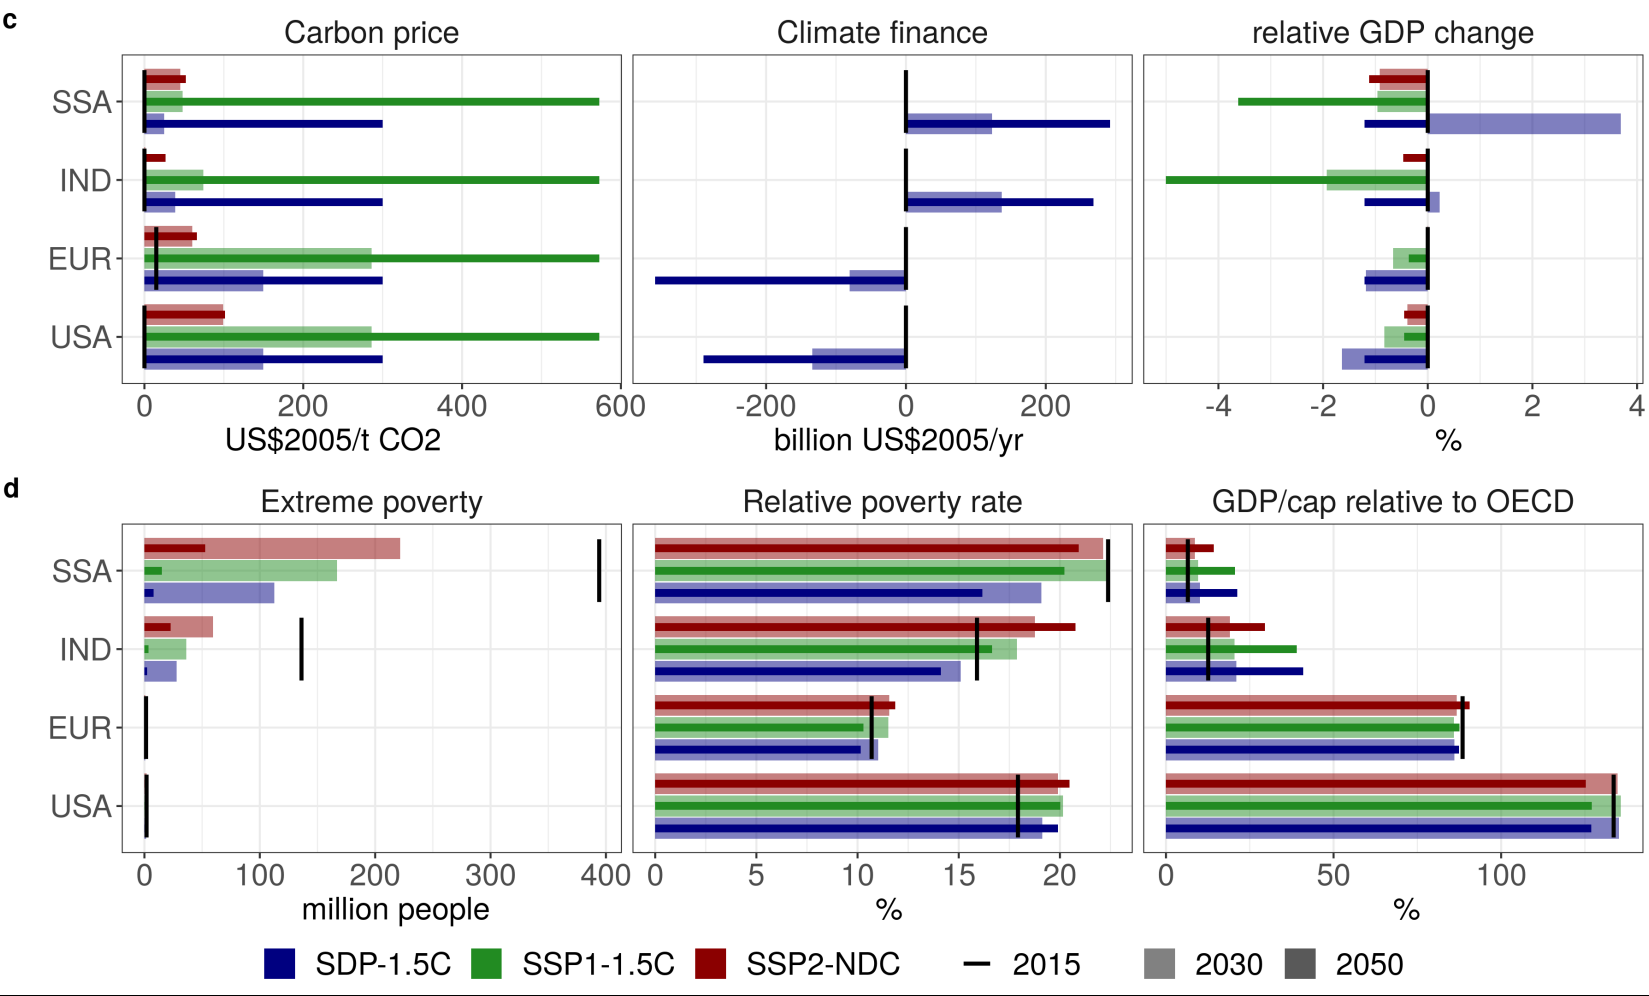 c
Carbon price Climate finance relative GDP change
SSA
IND
EUR
USA
0 200 400 600 -200 0 200 -4 -2 0 2 4
US$2005/t CO2 billion US$2005/yr %
d
Extreme poverty Relative poverty rate GDP/cap relative to OECD
SSA
IND
EUR
USA
0 100 200 300 400 0 5 10 15 20 0 50 100
million people % %
SDP-1.5C SSP1-1.5C SSP2-NDC 2015 2030 2050